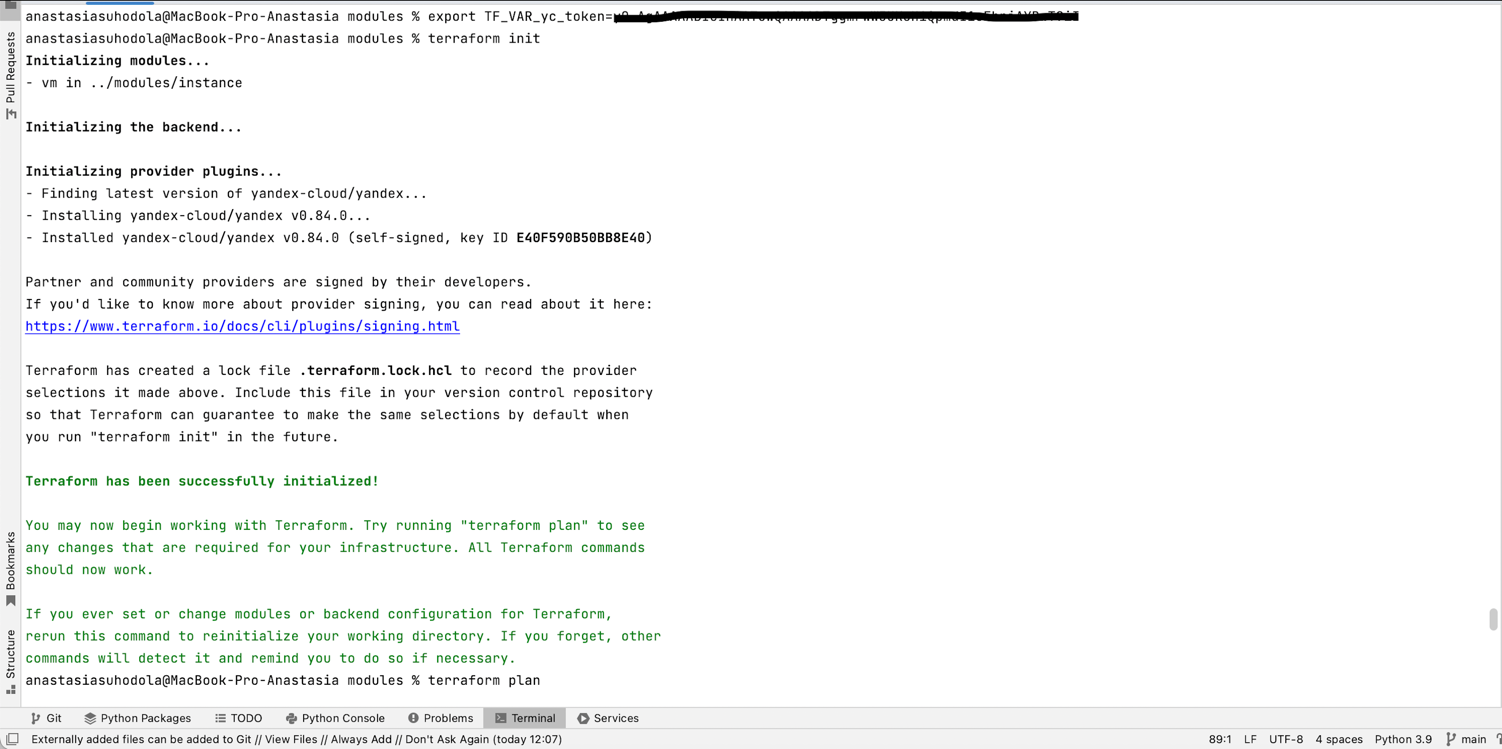 anastasiasuhodola@MacBook-Pro-Anastasia modules % export TF_VAR_yc_token=
anastasiasuhodola@MacBook-Pro-Anastasia modules % terraform init
Initializing modules...
- vm in ../modules/instance
Initializing the backend...
Initializing provider plugins...
- Finding latest version of yandex-cloud/yandex...
- Installing yandex-cloud/yandex v0.84.0...
- Installed yandex-cloud/yandex v0.84.0 (self-signed, key ID E40F590B50BB8E40)
Partner and community providers are signed by their developers.
If you'd like to know more about provider signing, you can read about it here:
https://www.terraform.io/docs/cli/plugins/signing.html
Terraform has created a lock file .terraform.lock.hcl to record the provider
selections it made above. Include this file in your version control repository
so that Terraform can guarantee to make the same selections by default when
you run "terraform init" in the future.
Terraform has been successfully initialized!
You may now begin working with Terraform. Try running "terraform plan" to see
any changes that are required for your infrastructure. All Terraform commands
should now work.
If you ever set or change modules or backend configuration for Terraform,
rerun this command to reinitialize your working directory. If you forget, other
commands will detect it and remind you to do so if necessary.
anastasiasuhodola@MacBook-Pro-Anastasia modules % terraform plan
Pull Requests
Bookmarks
Structure
Git Python Packages TODO Python Console Problems Terminal Services
Externally added files can be added to Git // View Files // Always Add // Don't Ask Again (today 12:07) 89:1 LF UTF-8 4 spaces Python 3.9 main